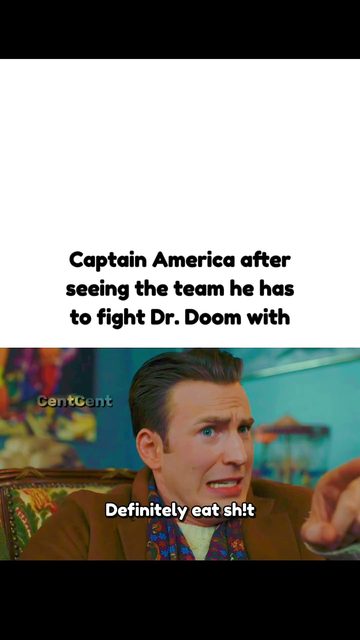 Captain America after
seeing the team he has
to fight Dr. Doom with
CentCent
Definitely eat sh!t